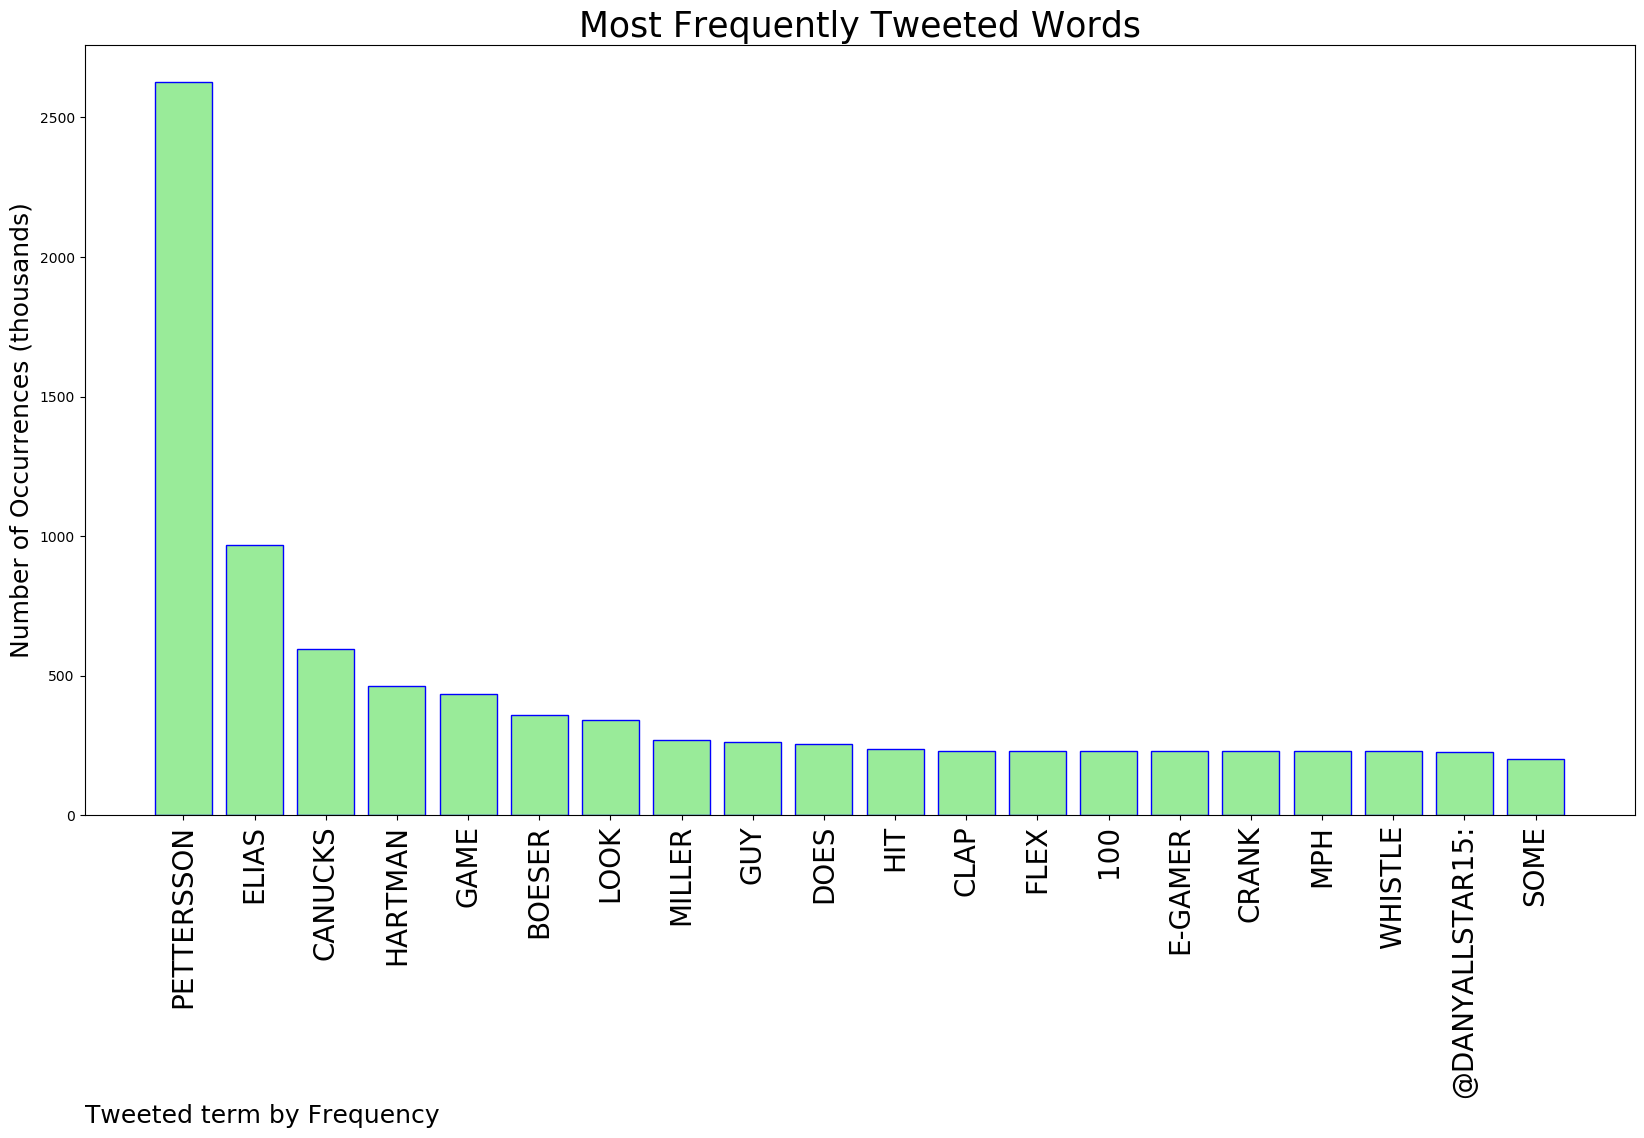 Most Frequently Tweeted Words
Number of Occurrences (thousands)
2500
2000
1500
1000
500
0
PETTERSSON
ELIAS
CANUCKS
HARTMAN
GAME
BOESER
LOOK
MILLER
GUY
DOES
HIT
CLAP
FLEX
100
E-GAMER
CRANK
MPH
WHISTLE
@DANYALLSTAR15:
SOME
Tweeted term by Frequency